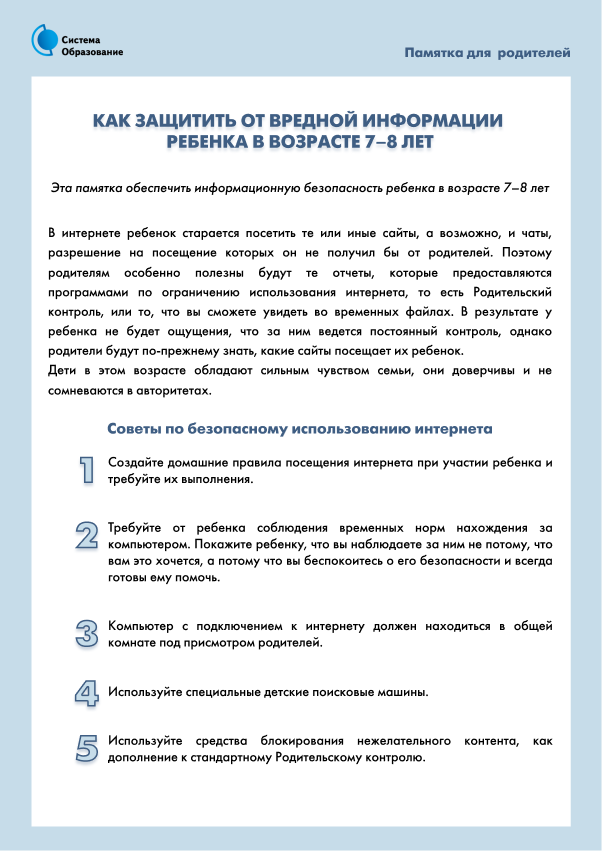 Система
Образование
Памятка для родителей
КАК ЗАЩИТИТЬ ОТ ВРЕДНОЙ ИНФОРМАЦИИ
РЕБЕНКА В ВОЗРАСТЕ 7–8 ЛЕТ
Эта памятка обеспечить информационную безопасность ребенка в возрасте 7–8 лет
В интернете ребенок старается посетить те или иные сайты, а возможно, и чаты,
разрешение на посещение которых он не получил бы от родителей. Поэтому
родителям особенно полезны будут те отчеты, которые предоставляются
программами по ограничению использования интернета, то есть Родительский
контроль, или то, что вы сможете увидеть во временных файлах. В результате у
ребенка не будет ощущения, что за ним ведется постоянный контроль, однако
родители будут по-прежнему знать, какие сайты посещает их ребенок.
Дети в этом возрасте обладают сильным чувством семьи, они доверчивы и не
сомневаются в авторитетах.
Советы по безопасному использованию интернета
1 Создайте домашние правила посещения интернета при участии ребенка и
требуйте их выполнения.
2 Требуйте от ребенка соблюдения временных норм нахождения за
компьютером. Покажите ребенку, что вы наблюдаете за ним не потому, что
вам это хочется, а потому что вы беспокоитесь о его безопасности и всегда
готовы ему помочь.
3 Компьютер с подключением к интернету должен находиться в общей
комнате под присмотром родителей.
4 Используйте специальные детские поисковые машины.
5 Используйте средства блокирования нежелательного контента, как
дополнение к стандартному Родительскому контролю.